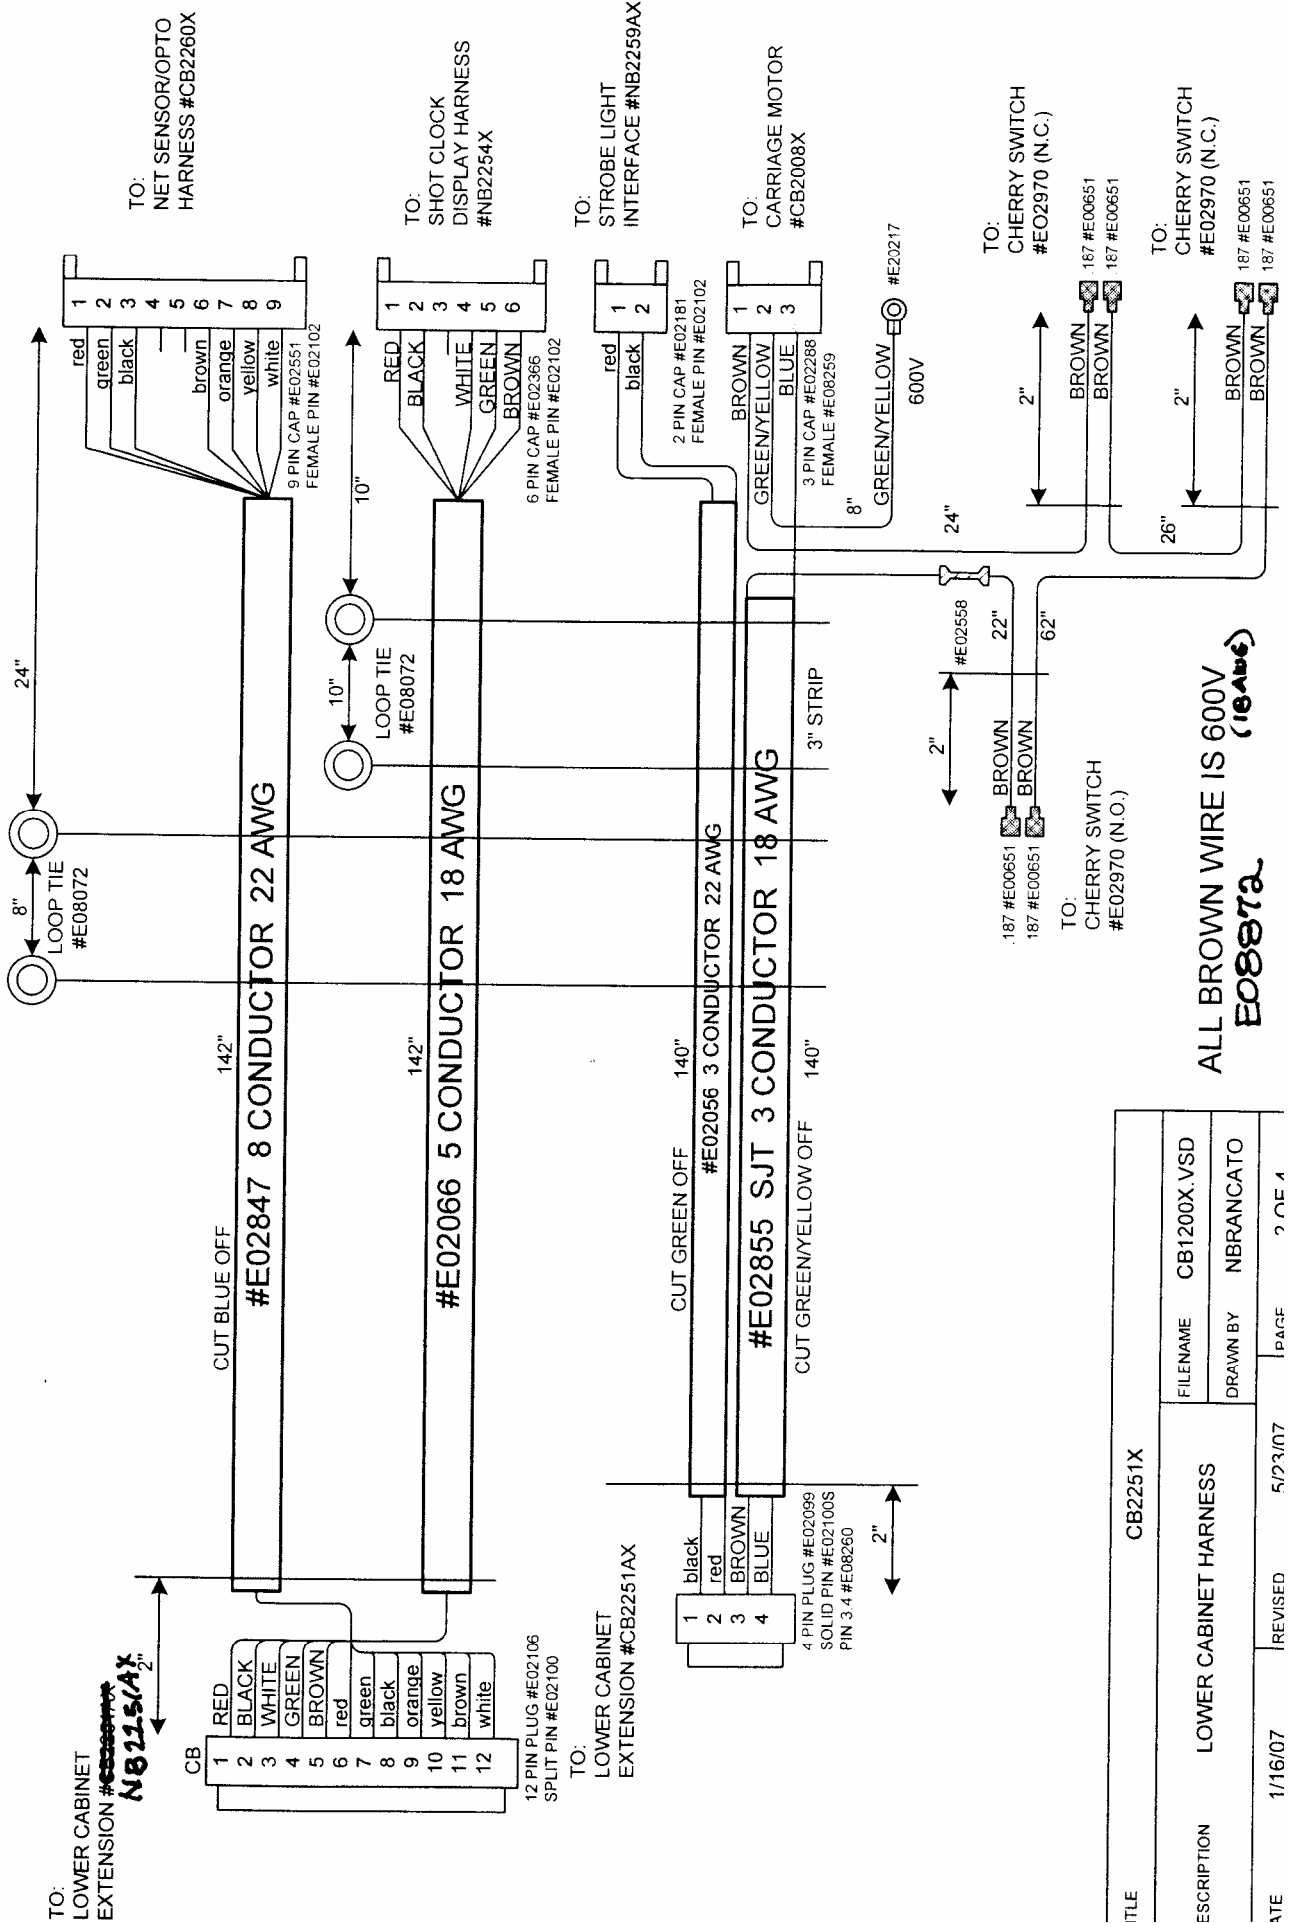 TO:
LOWER CABINET
EXTENSION #
NB2251AX
2"
CB
1 RED
2 BLACK
3 WHITE
4 GREEN
5 BROWN
6 red
7 green
8 black
9 orange
10 yellow
11 brown
12 white
12 PIN PLUG #E02106
SPLIT PIN #E02100
CUT BLUE OFF
142"
#E02847 8 CONDUCTOR 22 AWG
142"
#E02066 5 CONDUCTOR 18 AWG
8"
LOOP TIE
#E08072
24"
10"
LOOP TIE
#E08072
10"
red 1
green 2
black 3
4
5
brown 6
orange 7
yellow 8
white 9
9 PIN CAP #E02551
FEMALE PIN #E02102
TO:
NET SENSOR/OPTO
HARNESS #CB2260X
RED 1
BLACK 2
3
WHITE 4
GREEN 5
BROWN 6
6 PIN CAP #E02366
FEMALE PIN #E02102
TO:
SHOT CLOCK
DISPLAY HARNESS
#NB2254X
TO:
LOWER CABINET
EXTENSION #CB2251AX
1 black
2 red
3 BROWN
4 BLUE
4 PIN PLUG #E02099
SOLID PIN #E02100S
PIN 3,4 #E08260
2"
CUT GREEN OFF
140"
#E02056 3 CONDUCTOR 22 AWG
#E02855 SJT 3 CONDUCTOR 18 AWG
CUT GREEN/YELLOW OFF
140"
3" STRIP
red 1
black 2
2 PIN CAP #E02181
FEMALE PIN #E02102
TO:
STROBE LIGHT
INTERFACE #NB2259AX
BROWN 1
GREEN/YELLOW 2
BLUE 3
3 PIN CAP #E02288
FEMALE #E08259
TO:
CARRIAGE MOTOR
#CB2008X
8"
GREEN/YELLOW
600V
#E20217
24"
2"
BROWN
BROWN
.187 #E00651
.187 #E00651
TO:
CHERRY SWITCH
#EO2970 (N.C.)
26"
2"
BROWN
BROWN
187 #E00651
187 #E00651
TO:
CHERRY SWITCH
#E02970 (N.C.)
#E02558
22"
62"
2"
BROWN
BROWN
.187 #E00651
187 #E00651
TO:
CHERRY SWITCH
#E02970 (N.O.)
ALL BROWN WIRE IS 600V
(18AWG)
E08872
TLE CB2251X
ESCRIPTION LOWER CABINET HARNESS
FILENAME CB1200X.VSD
DRAWN BY NBRANCATO
ATE 1/16/07 REVISED 5/23/07 PAGE 2 OF 4